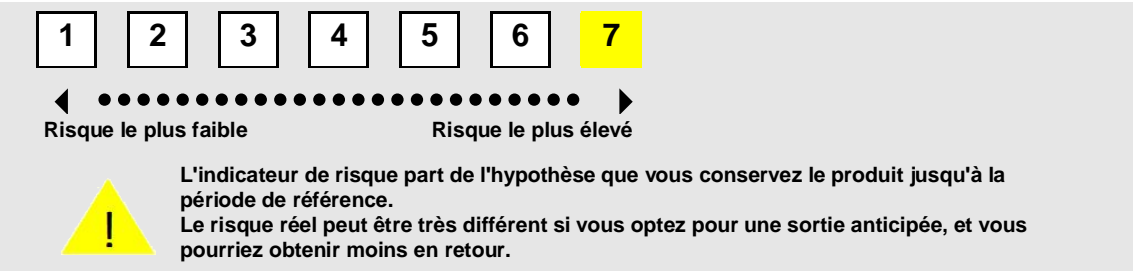 1 2 3 4 5 6 7
Risque le plus faible Risque le plus élevé
L'indicateur de risque part de l'hypothèse que vous conservez le produit jusqu'à la
période de référence.
Le risque réel peut être très différent si vous optez pour une sortie anticipée, et vous
pourriez obtenir moins en retour.
!